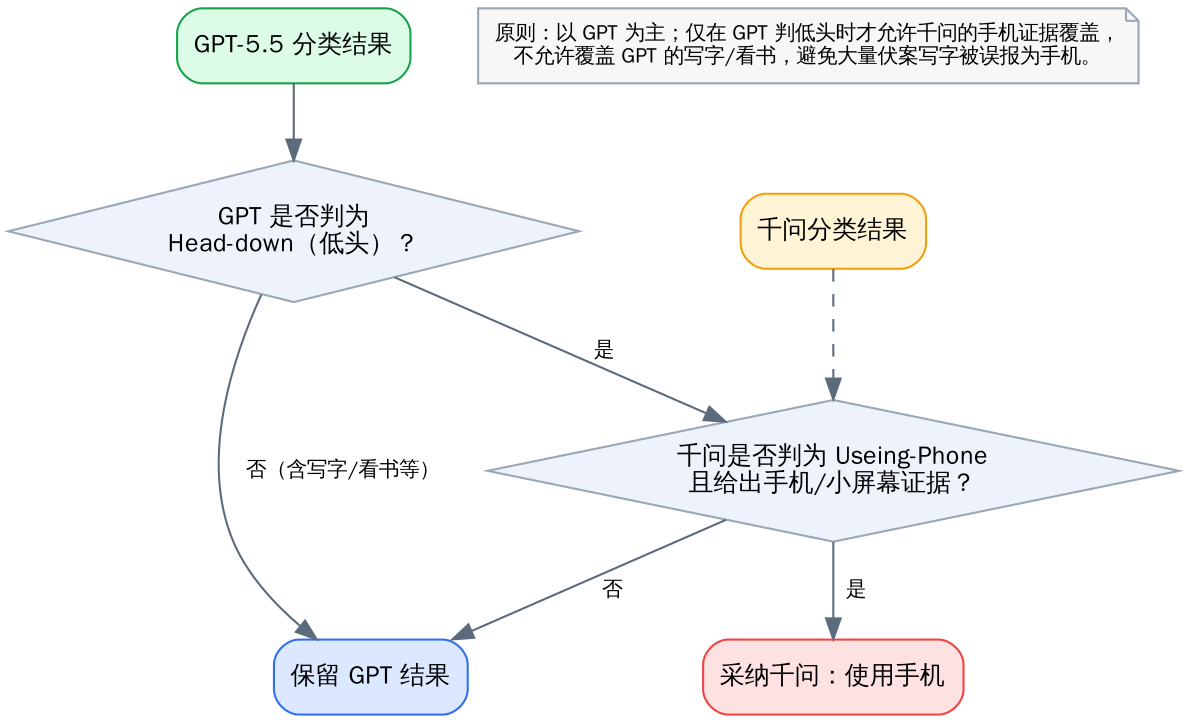 GPT-5.5 分类结果
原则：以 GPT 为主；仅在 GPT 判低头时才允许千问的手机证据覆盖，
不允许覆盖 GPT 的写字/看书，避免大量伏案写字被误报为手机。
GPT 是否判为
Head-down（低头）？
千问分类结果
是
否（含写字/看书等）
千问是否判为 Useing-Phone
且给出手机/小屏幕证据？
否
是
保留 GPT 结果
采纳千问：使用手机